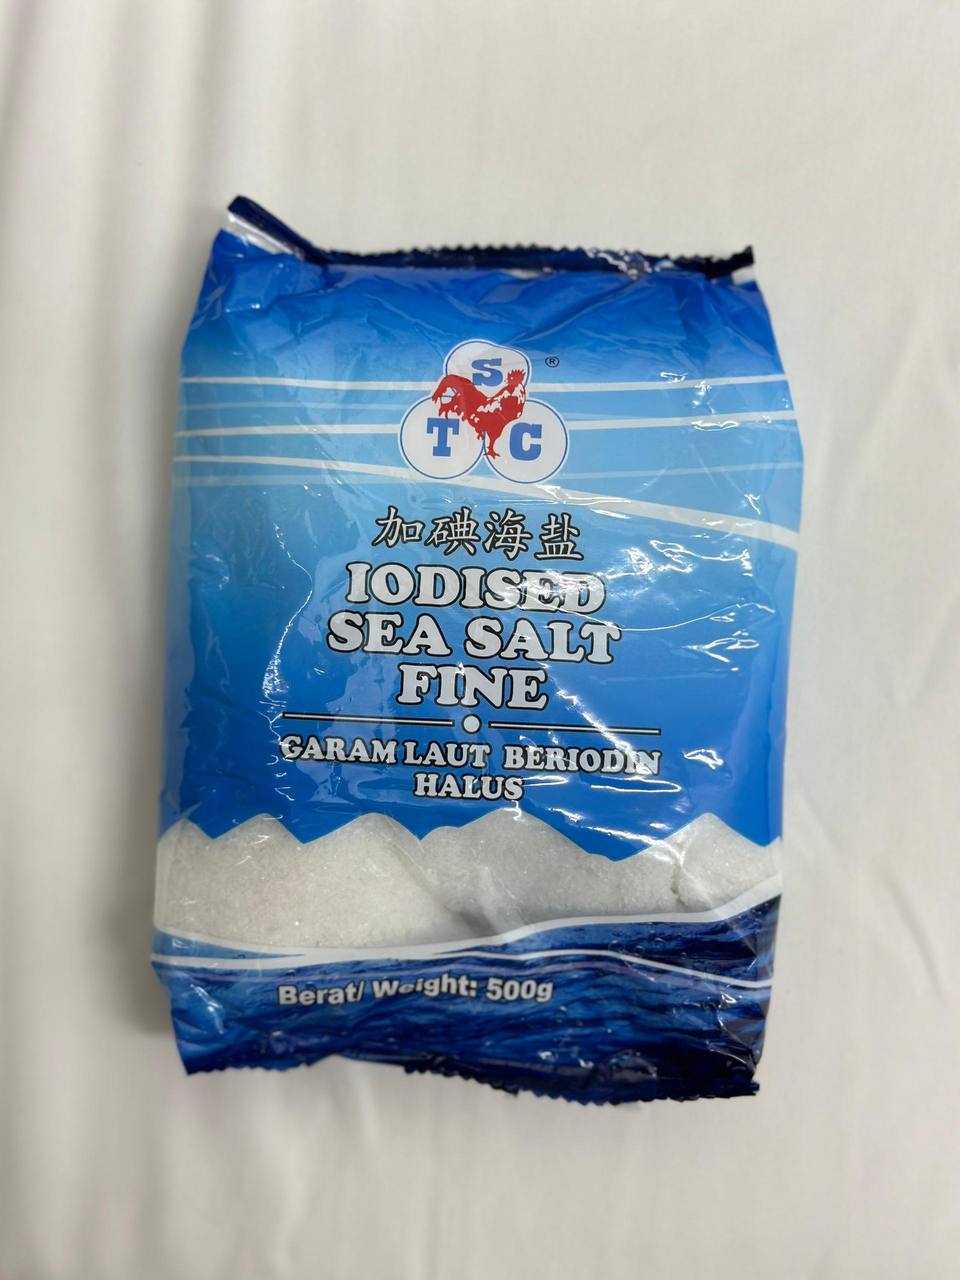 S
T C
®
加碘海盐
IODISED
SEA SALT
FINE
GARAM LAUT BERIODIN
HALUS
Berat/ Weight: 500g